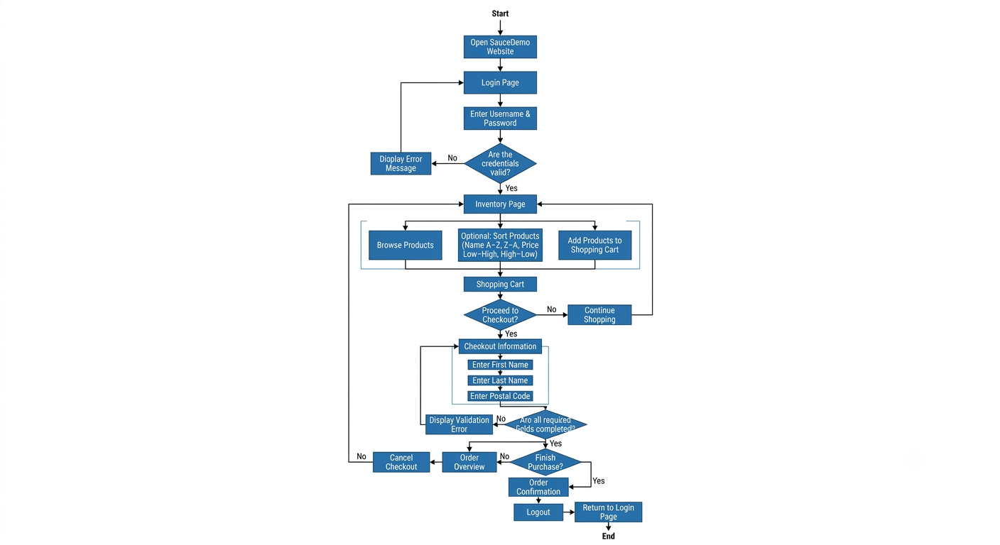 Start
Open SauceDemo
Website
Login Page
Enter Username &
Password
Are the
credentials
valid?
No
Dioplay Error
Message
Yes
Inventory Page
Browse Products
Optional: Sort Products
(Name A–Z, Z–A, Price
Low–High, High–Low)
Add Products to
Shopping Cart
Shopping Cart
Proceed to
Checkout?
No
Continue
Shopping
Yes
Checkout Information
Enter First Name
Enter Last Name
Enter Postal Code
Aro all required
fields completed?
No
Display Validation
Error
Yes
Finish
Purchase?
No
Order
Overview
Cancel
Checkout
No
Yes
Order
Confirmation
Logout
Return to Login
Page
End